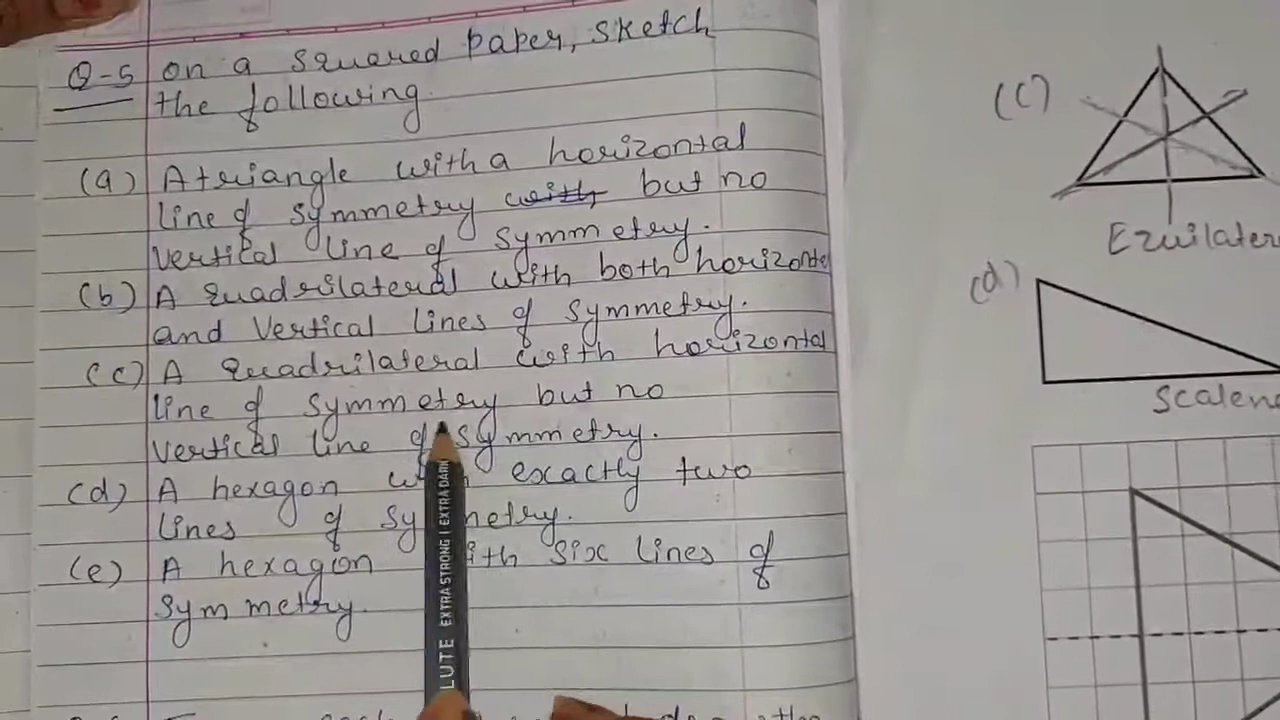 Q-5 on a squared paper, sketch
the following
(a) A triangle with a horizontal
line of symmetry with but no
vertical line of symmetry.
(b) A quadrilateral with both horizonta
and vertical lines of symmetry.
(c) A quadrilateral with horizontal
line of symmetry but no
vertical line of symmetry.
(d) A hexagon exactly two
lines of symmetry.
(e) A hexagon with six lines of
symmetry.
(c)
Equilater
(d)
Scalen
LUTE EXTRA STRONG | EXTRA DARK